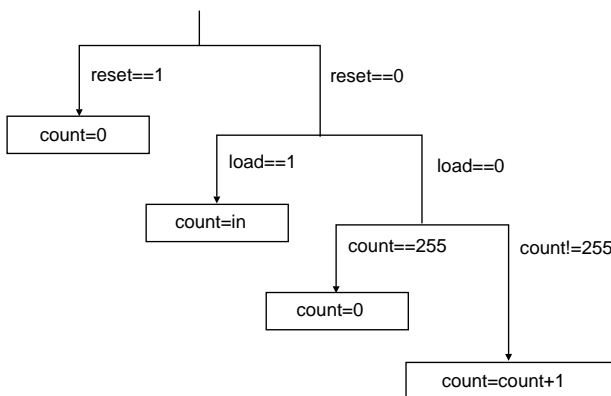 reset==1
reset==0
count=0
load==1
load==0
count=in
count==255
count!=255
count=0
count=count+1